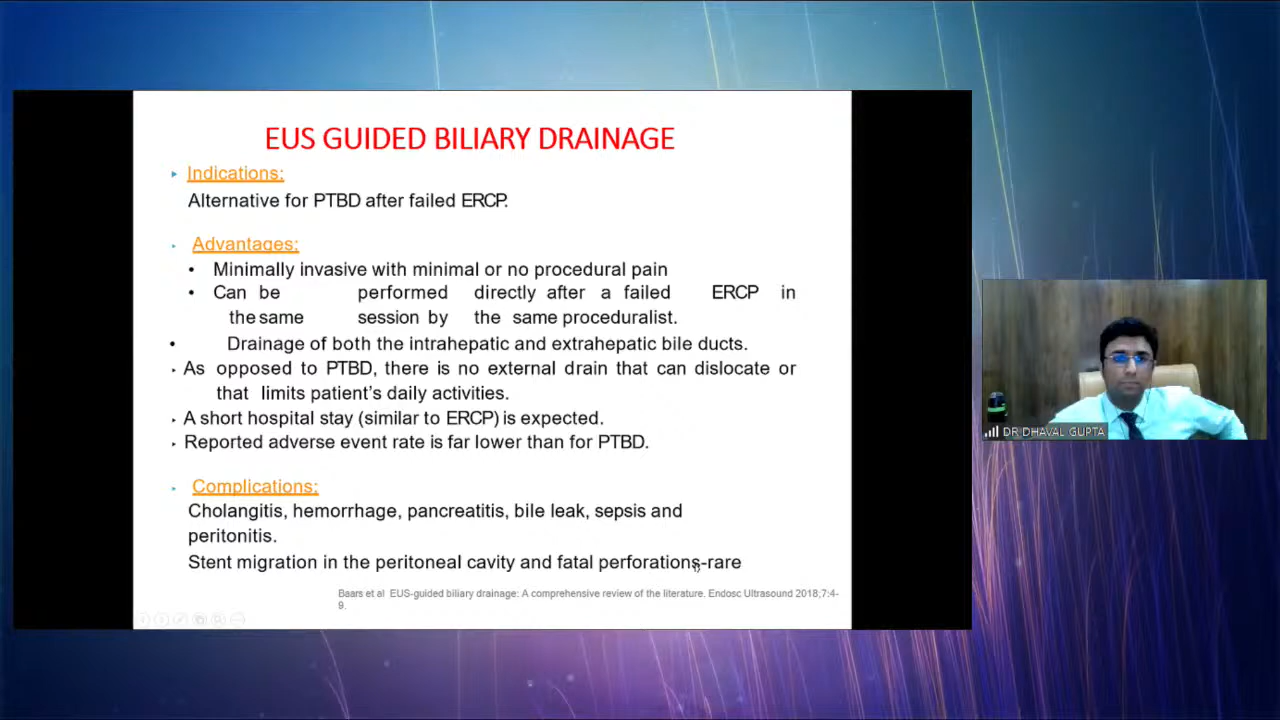 EUS GUIDED BILIARY DRAINAGE
Indications:
Alternative for PTBD after failed ERCP.
Advantages:
• Minimally invasive with minimal or no procedural pain
• Can be performed directly after a failed ERCP in
the same session by the same proceduralist.
• Drainage of both the intrahepatic and extrahepatic bile ducts.
As opposed to PTBD, there is no external drain that can dislocate or
that limits patient's daily activities.
A short hospital stay (similar to ERCP) is expected.
Reported adverse event rate is far lower than for PTBD.
Complications:
Cholangitis, hemorrhage, pancreatitis, bile leak, sepsis and
peritonitis.
Stent migration in the peritoneal cavity and fatal perforations-rare
Baars et al EUS-guided biliary drainage: A comprehensive review of the literature. Endosc Ultrasound 2018;7:4-
9.
DR DHAVAL GUPTA